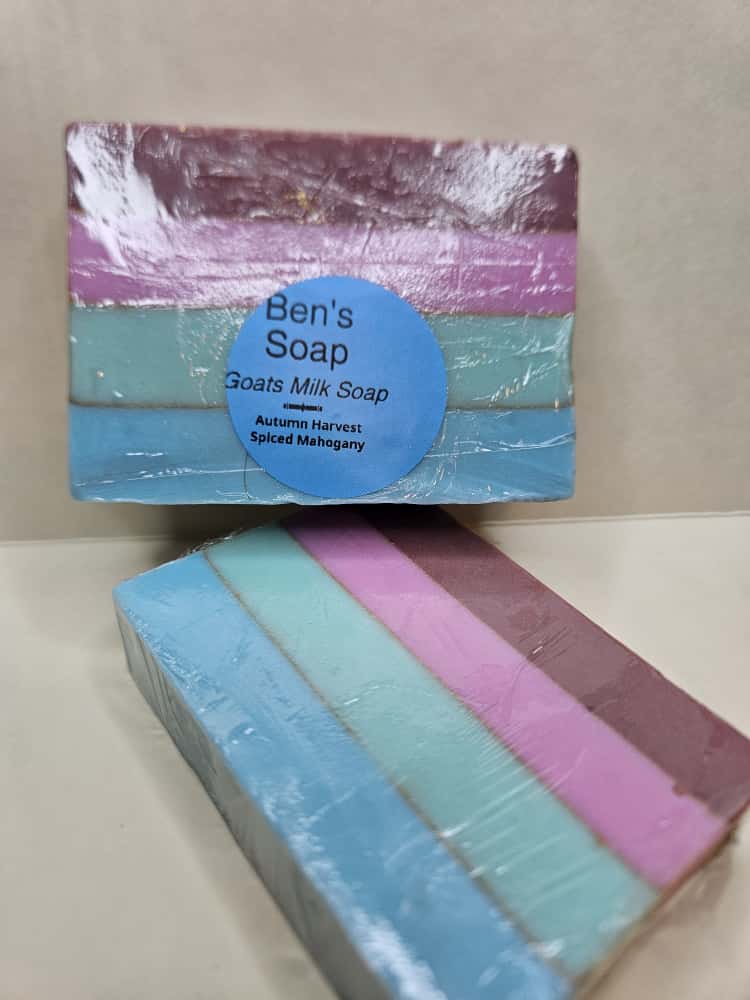 Ben's
Soap
Goats Milk Soap
Autumn Harvest
Spiced Mahogany